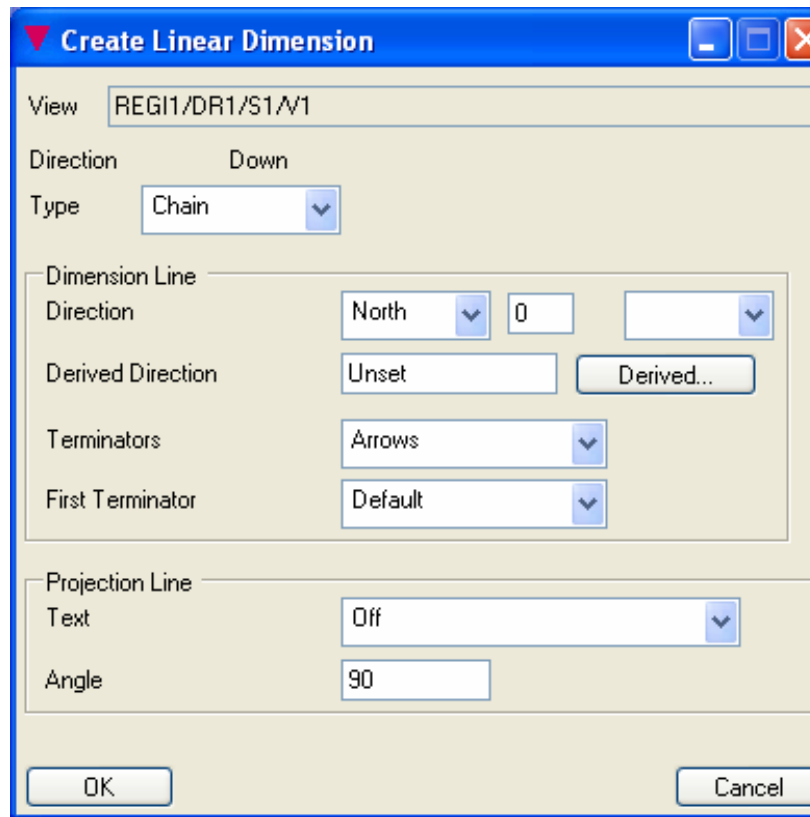 Create Linear Dimension
View REGI1/DR1/S1/V1
Direction Down
Type Chain
Dimension Line
Direction North 0
Derived Direction Unset Derived...
Terminators Arrows
First Terminator Default
Projection Line
Text Off
Angle 90
OK Cancel